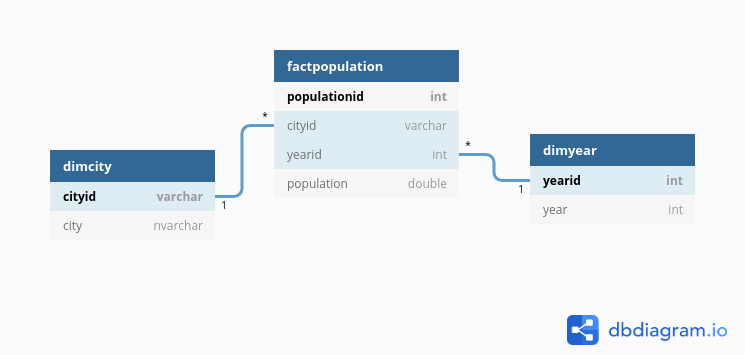 factpopulation
populationid int
cityid varchar
yearid int
population double
*
*
dimcity
cityid varchar
city nvarchar
1
dimyear
yearid int
year int
1
dbdiagram.io